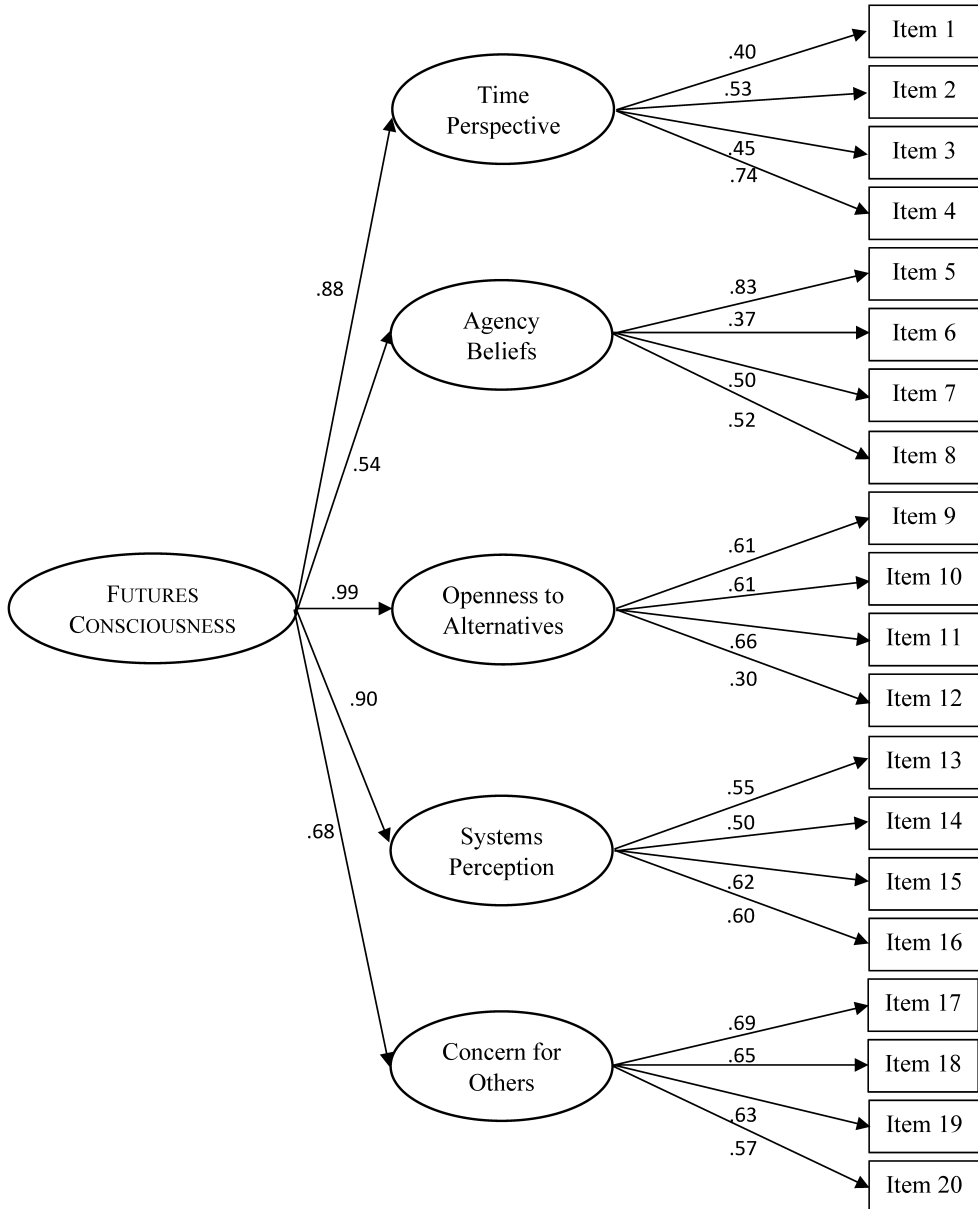 Item 1
.40
Time
Perspective
.53
Item 2
.45
Item 3
.74
Item 4
.88
Item 5
.83
Agency
Beliefs
.37
Item 6
.50
Item 7
.52
Item 8
.54
Item 9
.61
FUTURES
CONSCIOUSNESS
.99
Openness to
Alternatives
.61
Item 10
.66
Item 11
.30
Item 12
.90
Item 13
.55
Systems
Perception
.50
Item 14
.62
Item 15
.60
Item 16
.68
Item 17
.69
Concern for
Others
.65
Item 18
.63
Item 19
.57
Item 20